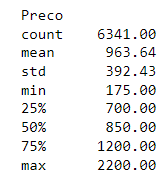 Preco
count 6341.00
mean 963.64
std 392.43
min 175.00
25% 700.00
50% 850.00
75% 1200.00
max 2200.00